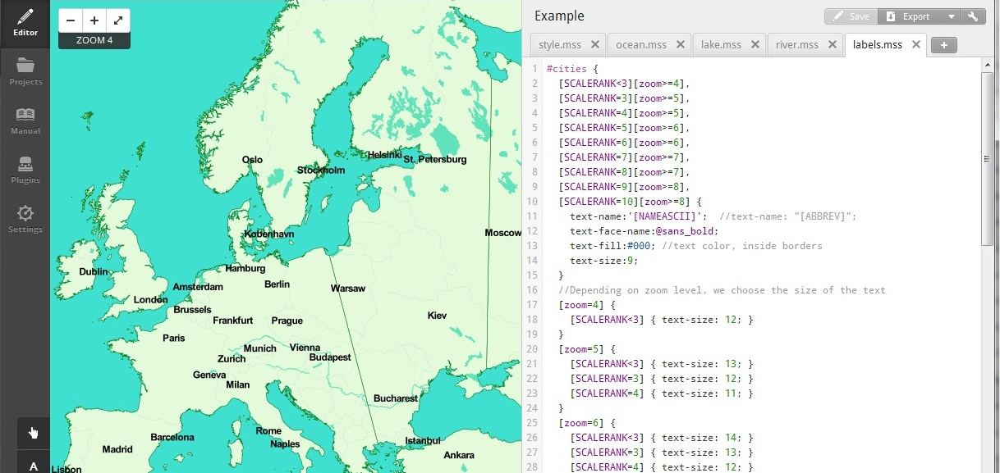 Editor
Projects
Manual
Plugins
Settings
A
− + 
ZOOM 4
Oslo
Helsinki St. Petersburg
Stockholm
Moscow
København
Hamburg
Dublin
Berlin
Amsterdam
Warsaw
London
Brussels
Kiev
Frankfurt
Prague
Paris
Munich
Vienna
Zurich
Budapest
Geneva
Milan
Bucharest
Rome
Barcelona
Naples
Istanbul
Madrid
Ankara
Lisbon
Example
Save Export
style.mss ocean.mss lake.mss river.mss labels.mss +
1 #cities {
2 [SCALERANK<3][zoom>=4],
3 [SCALERANK=3][zoom>=5],
4 [SCALERANK=4][zoom>=5],
5 [SCALERANK=5][zoom>=6],
6 [SCALERANK=6][zoom>=6],
7 [SCALERANK=7][zoom>=7],
8 [SCALERANK=8][zoom>=7],
9 [SCALERANK=9][zoom>=8],
10 [SCALERANK=10][zoom>=8] {
11 text-name:'[NAMEASCII]'; //text-name: "[ABBREV]";
12 text-face-name:@sans_bold;
13 text-fill:#000; //text color, inside borders
14 text-size:9;
15 }
16 //Depending on zoom level, we choose the size of the text
17 [zoom=4] {
18 [SCALERANK<3] { text-size: 12; }
19 }
20 [zoom=5] {
21 [SCALERANK<3] { text-size: 13; }
22 [SCALERANK=3] { text-size: 12; }
23 [SCALERANK=4] { text-size: 11; }
24 }
25 [zoom=6] {
26 [SCALERANK<3] { text-size: 14; }
27 [SCALERANK=3] { text-size: 13; }
28 [SCALERANK=4] { text-size: 12; }